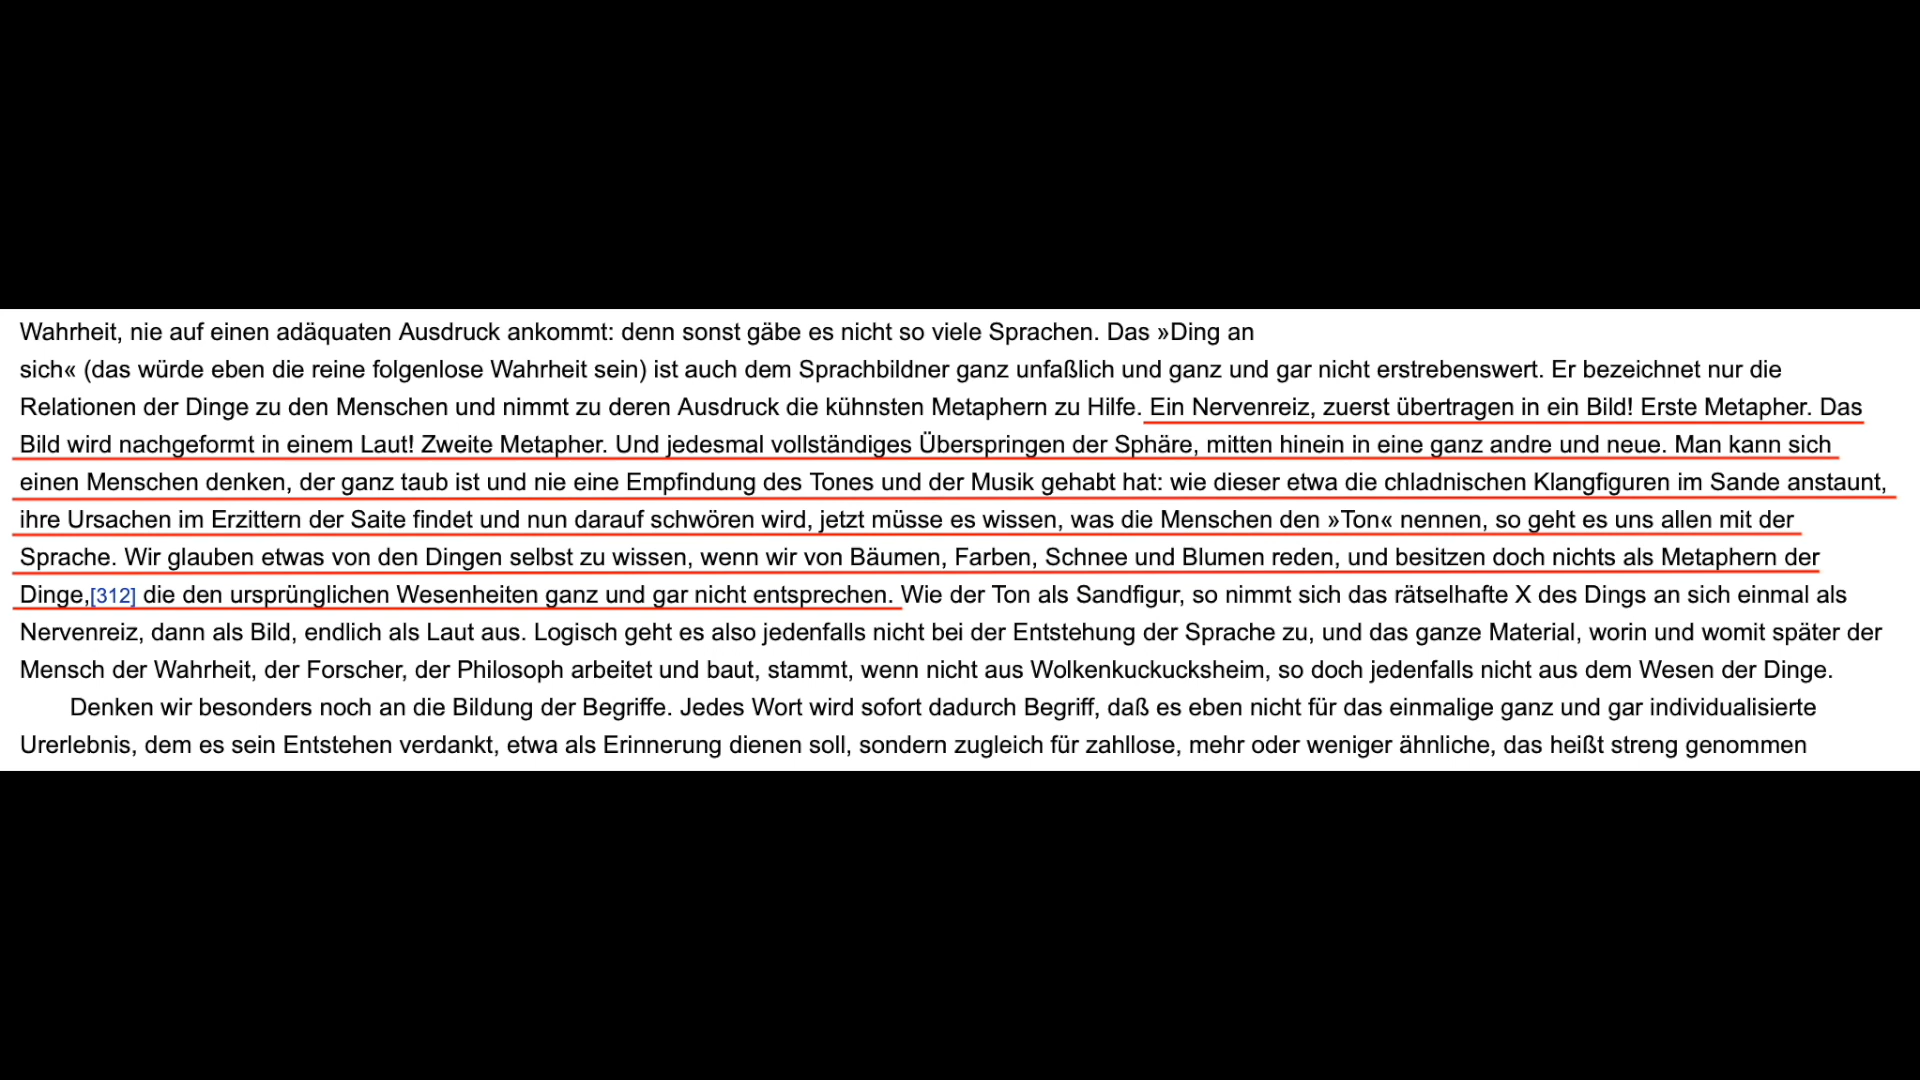 Wahrheit, nie auf einen adäquaten Ausdruck ankommt: denn sonst gäbe es nicht so viele Sprachen. Das »Ding an
sich« (das würde eben die reine folgenlose Wahrheit sein) ist auch dem Sprachbildner ganz unfaßlich und ganz und gar nicht erstrebenswert. Er bezeichnet nur die
Relationen der Dinge zu den Menschen und nimmt zu deren Ausdruck die kühnsten Metaphern zu Hilfe. Ein Nervenreiz, zuerst übertragen in ein Bild! Erste Metapher. Das
Bild wird nachgeformt in einem Laut! Zweite Metapher. Und jedesmal vollständiges Überspringen der Sphäre, mitten hinein in eine ganz andre und neue. Man kann sich
einen Menschen denken, der ganz taub ist und nie eine Empfindung des Tones und der Musik gehabt hat: wie dieser etwa die chladnischen Klangfiguren im Sande anstaunt,
ihre Ursachen im Erzittern der Saite findet und nun darauf schwören wird, jetzt müsse es wissen, was die Menschen den »Ton« nennen, so geht es uns allen mit der
Sprache. Wir glauben etwas von den Dingen selbst zu wissen, wenn wir von Bäumen, Farben, Schnee und Blumen reden, und besitzen doch nichts als Metaphern der
Dinge,[312] die den ursprünglichen Wesenheiten ganz und gar nicht entsprechen. Wie der Ton als Sandfigur, so nimmt sich das rätselhafte X des Dings an sich einmal als
Nervenreiz, dann als Bild, endlich als Laut aus. Logisch geht es also jedenfalls nicht bei der Entstehung der Sprache zu, und das ganze Material, worin und womit später der
Mensch der Wahrheit, der Forscher, der Philosoph arbeitet und baut, stammt, wenn nicht aus Wolkenkuckucksheim, so doch jedenfalls nicht aus dem Wesen der Dinge.
Denken wir besonders noch an die Bildung der Begriffe. Jedes Wort wird sofort dadurch Begriff, daß es eben nicht für das einmalige ganz und gar individualisierte
Urerlebnis, dem es sein Entstehen verdankt, etwa als Erinnerung dienen soll, sondern zugleich für zahllose, mehr oder weniger ähnliche, das heißt streng genommen